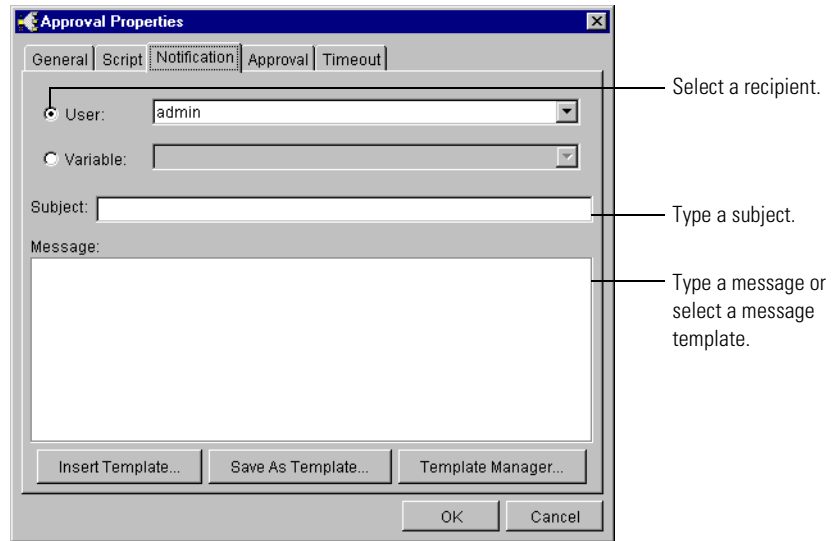 Approval Properties
General Script Notification Approval Timeout
Select a recipient.
User: admin
Variable:
Subject:
Type a subject.
Message:
Type a message or
select a message
template.
Insert Template... Save As Template... Template Manager...
OK Cancel